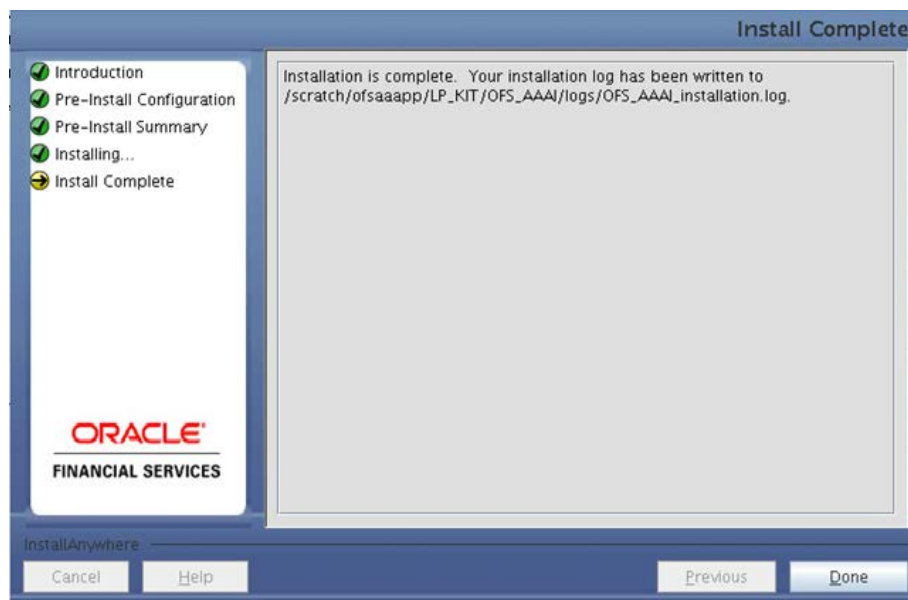 Install Complete
Introduction
Pre-Install Configuration
Pre-Install Summary
Installing...
Install Complete
Installation is complete. Your installation log has been written to
/scratch/ofsaaapp/LP_KIT/OFS_AAAI/logs/OFS_AAAI_installation.log.
ORACLE'
FINANCIAL SERVICES
InstallAnywhere
Cancel
Help
Previous
Done